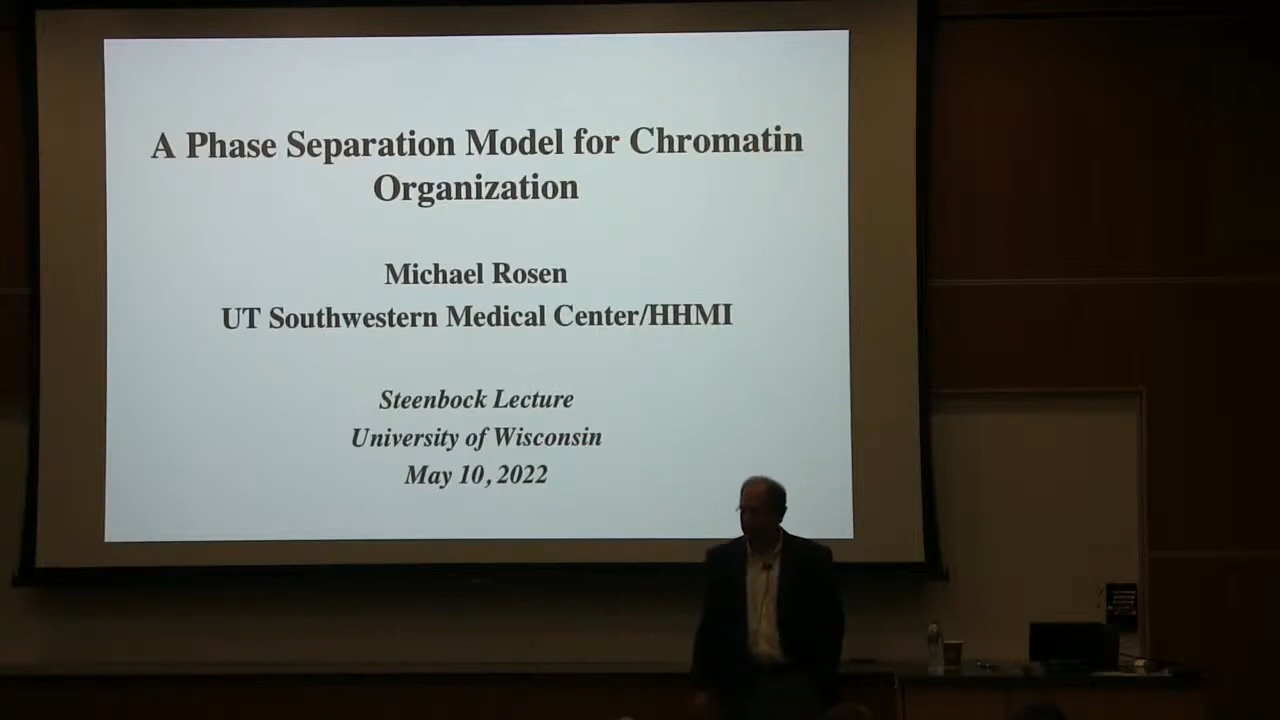 A Phase Separation Model for Chromatin
Organization
Michael Rosen
UT Southwestern Medical Center/HHMI
Steenbock Lecture
University of Wisconsin
May 10, 2022